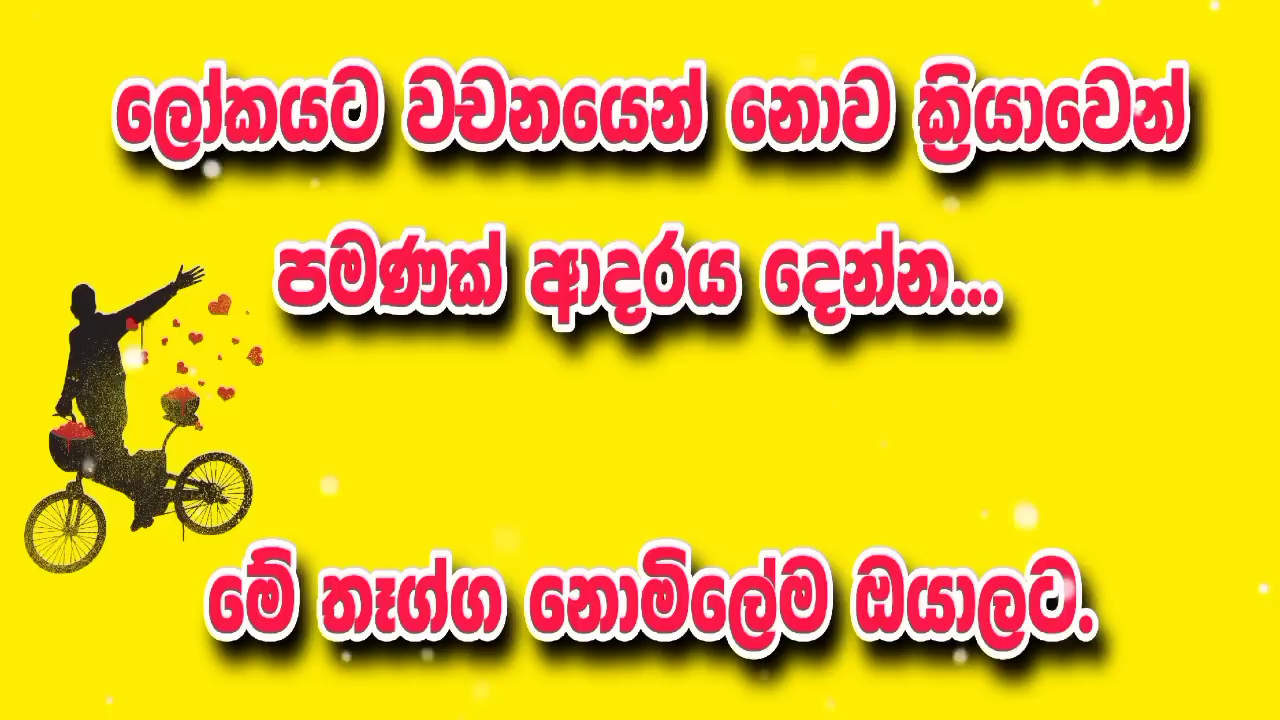 ලෝකයට වචනයෙන් නොව ක්‍රියාවෙන්
පමණක් ආදරය දෙන්න...
මේ තෑග්ග නොමිලේම ඔයාලට.